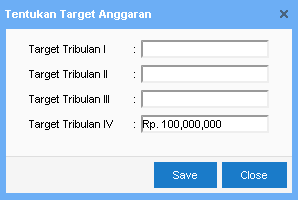 Tentukan Target Anggaran
Target Tribulan I :
Target Tribulan II :
Target Tribulan III :
Target Tribulan IV : Rp. 100,000,000
Save Close